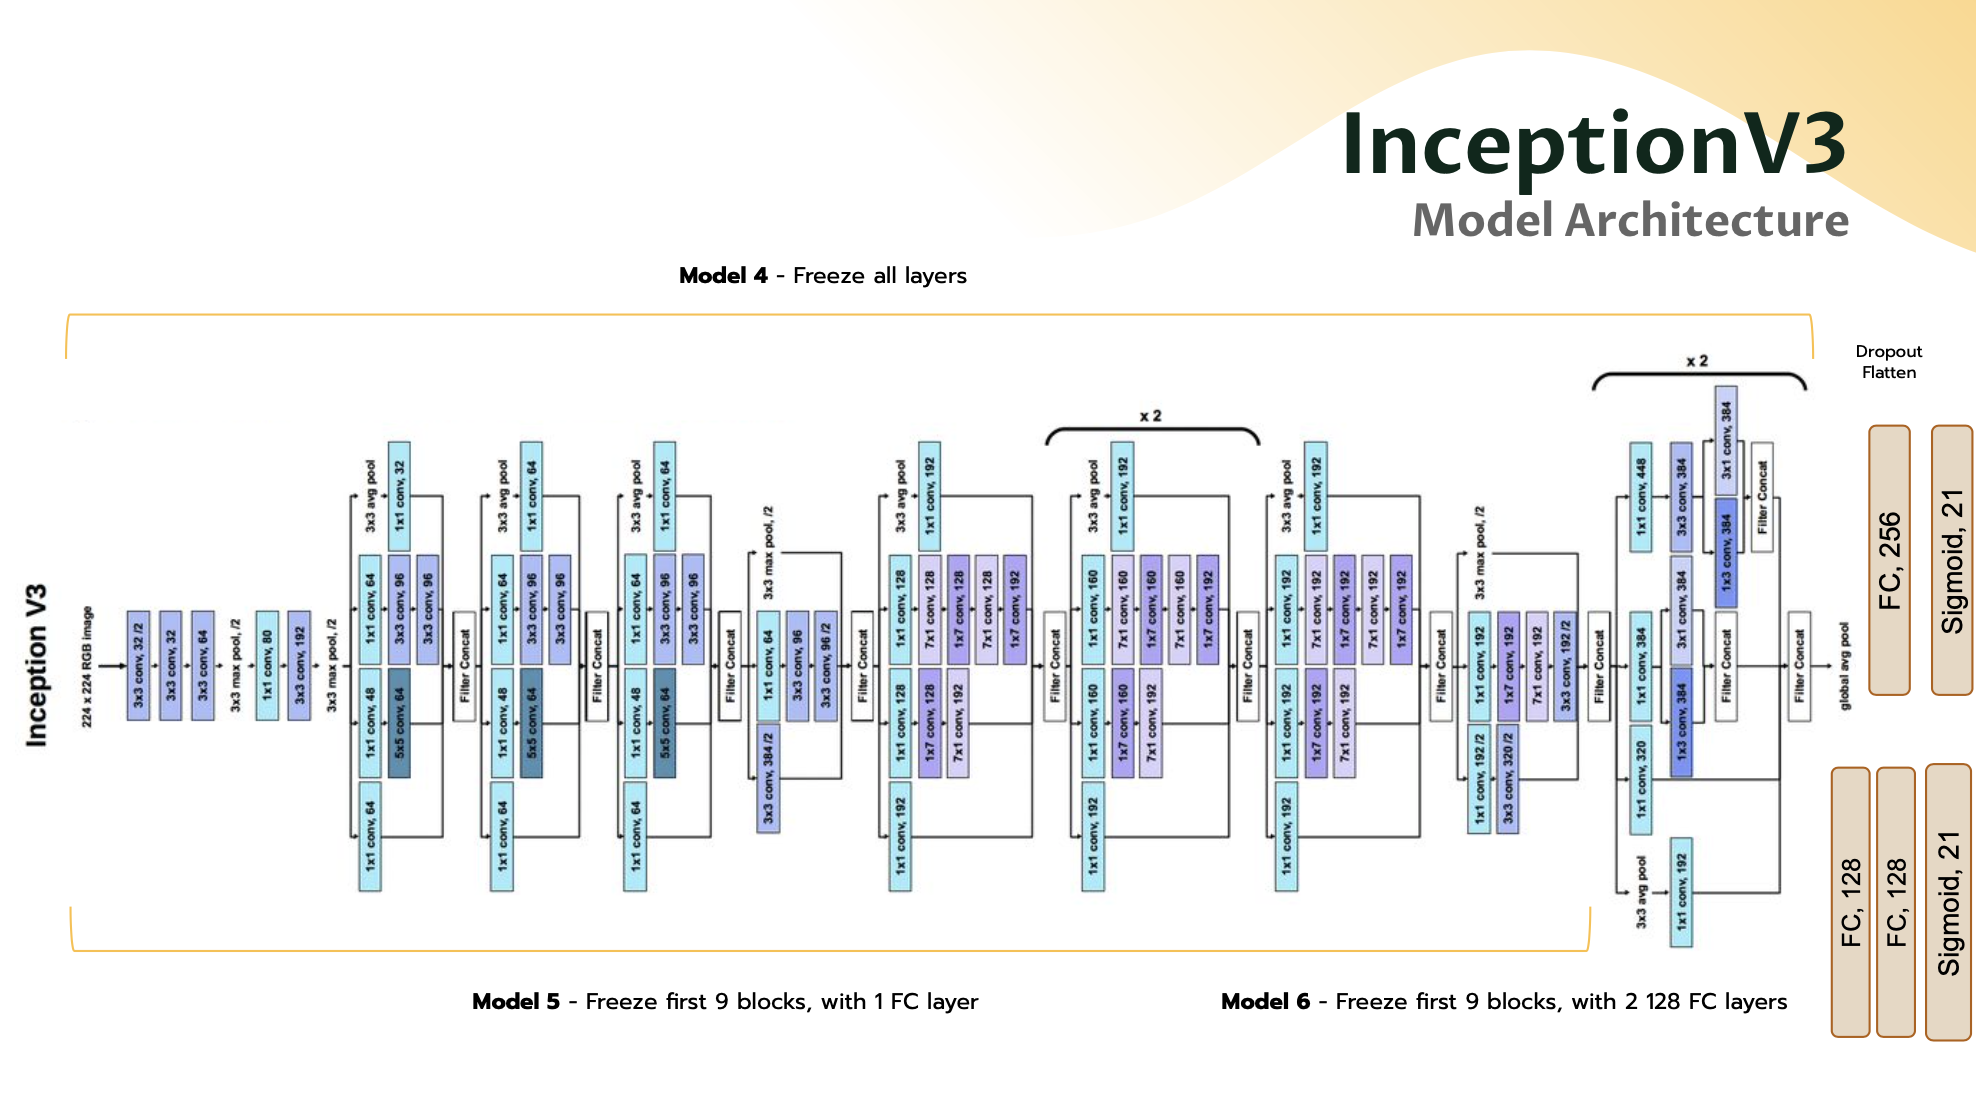 InceptionV3
Model Architecture
Model 4 - Freeze all layers
Dropout
Flatten
x 2
x 2
Inception V3
224 x 224 RGB image
3x3 conv, 32 /2
3x3 conv, 32
3x3 conv, 64
3x3 max pool, /2
1x1 conv, 80
3x3 conv, 192
3x3 max pool, /2
3x3 avg pool
1x1 conv, 32
1x1 conv, 64
3x3 conv, 96
3x3 conv, 96
1x1 conv, 48
5x5 conv, 64
1x1 conv, 64
Filter Concat
3x3 avg pool
1x1 conv, 64
1x1 conv, 64
3x3 conv, 96
3x3 conv, 96
1x1 conv, 48
5x5 conv, 64
1x1 conv, 64
Filter Concat
3x3 avg pool
1x1 conv, 64
1x1 conv, 64
3x3 conv, 96
3x3 conv, 96
1x1 conv, 48
5x5 conv, 64
1x1 conv, 64
Filter Concat
3x3 max pool, /2
1x1 conv, 64
3x3 conv, 96
3x3 conv, 96 /2
3x3 conv, 384 /2
Filter Concat
3x3 avg pool
1x1 conv, 192
1x1 conv, 128
7x1 conv, 128
1x7 conv, 128
7x1 conv, 128
1x7 conv, 192
1x1 conv, 128
1x7 conv, 128
7x1 conv, 192
1x1 conv, 192
Filter Concat
3x3 avg pool
1x1 conv, 192
1x1 conv, 160
7x1 conv, 160
1x7 conv, 160
7x1 conv, 160
1x7 conv, 192
1x1 conv, 160
1x7 conv, 160
7x1 conv, 192
1x1 conv, 192
Filter Concat
3x3 avg pool
1x1 conv, 192
1x1 conv, 192
7x1 conv, 192
1x7 conv, 192
7x1 conv, 192
1x7 conv, 192
1x1 conv, 192
1x7 conv, 192
7x1 conv, 192
1x1 conv, 192
Filter Concat
3x3 max pool, /2
1x1 conv, 192
1x7 conv, 192
7x1 conv, 192
3x3 conv, 192 /2
1x1 conv, 192 /2
3x3 conv, 320 /2
Filter Concat
1x1 conv, 448
3x3 conv, 384
3x1 conv, 384
1x3 conv, 384
Filter Concat
1x1 conv, 384
3x1 conv, 384
1x3 conv, 384
Filter Concat
1x1 conv, 320
3x3 avg pool
1x1 conv, 192
Filter Concat
global avg pool
FC, 256
Sigmoid, 21
FC, 128
FC, 128
Sigmoid, 21
Model 5 - Freeze first 9 blocks, with 1 FC layer
Model 6 - Freeze first 9 blocks, with 2 128 FC layers